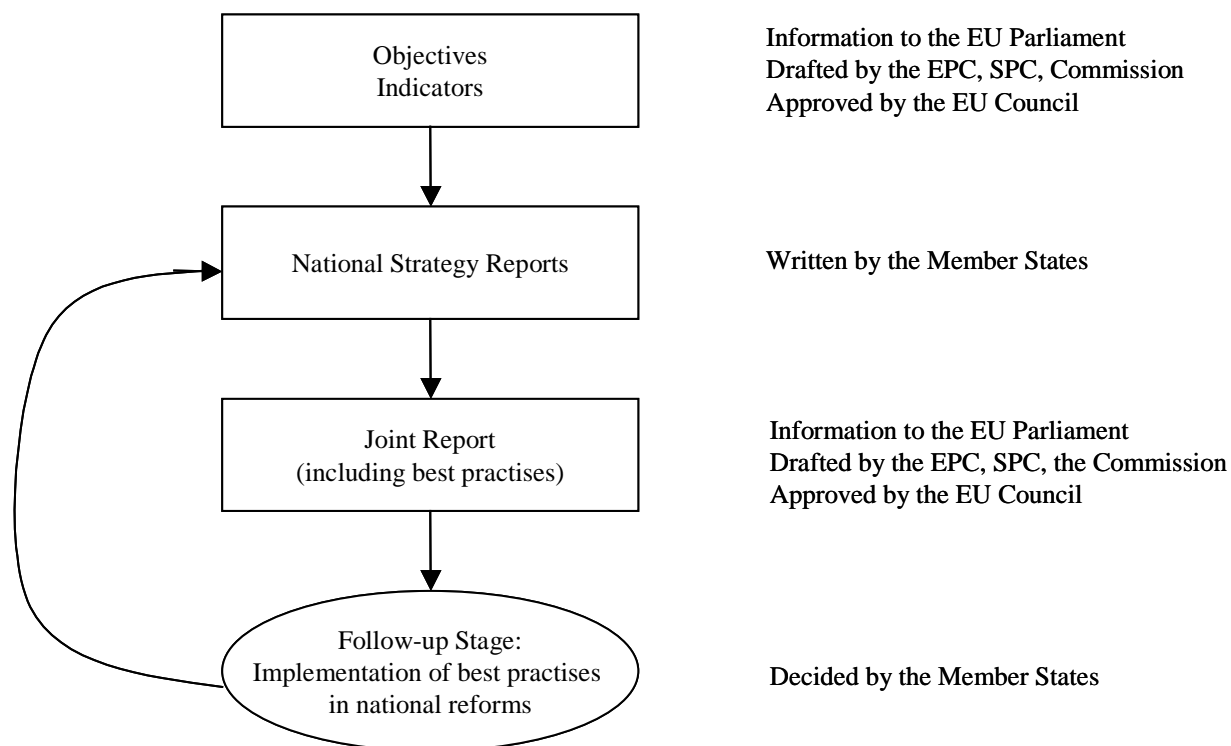 Objectives
Indicators
Information to the EU Parliament
Drafted by the EPC, SPC, Commission
Approved by the EU Council
National Strategy Reports
Written by the Member States
Joint Report
(including best practises)
Information to the EU Parliament
Drafted by the EPC, SPC, the Commission
Approved by the EU Council
Follow-up Stage:
Implementation of best practises
in national reforms
Decided by the Member States